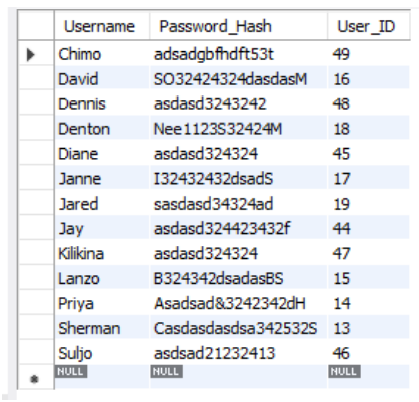 Username Password_Hash User_ID
Chimo adsadgbfhdft53t 49
David SO32424324dasdasM 16
Dennis asdasd3243242 48
Denton Nee1123S32424M 18
Diane asdasd324324 45
Janne I32432432dsadS 17
Jared sasdasd34324ad 19
Jay asdasd324423432f 44
Kilikina asdasd324324 47
Lanzo B324342dsadasBS 15
Priya Asadsad&3242342dH 14
Sherman Casdasdasdsa342532S 13
Suljo asdsad21232413 46
NULL NULL NULL